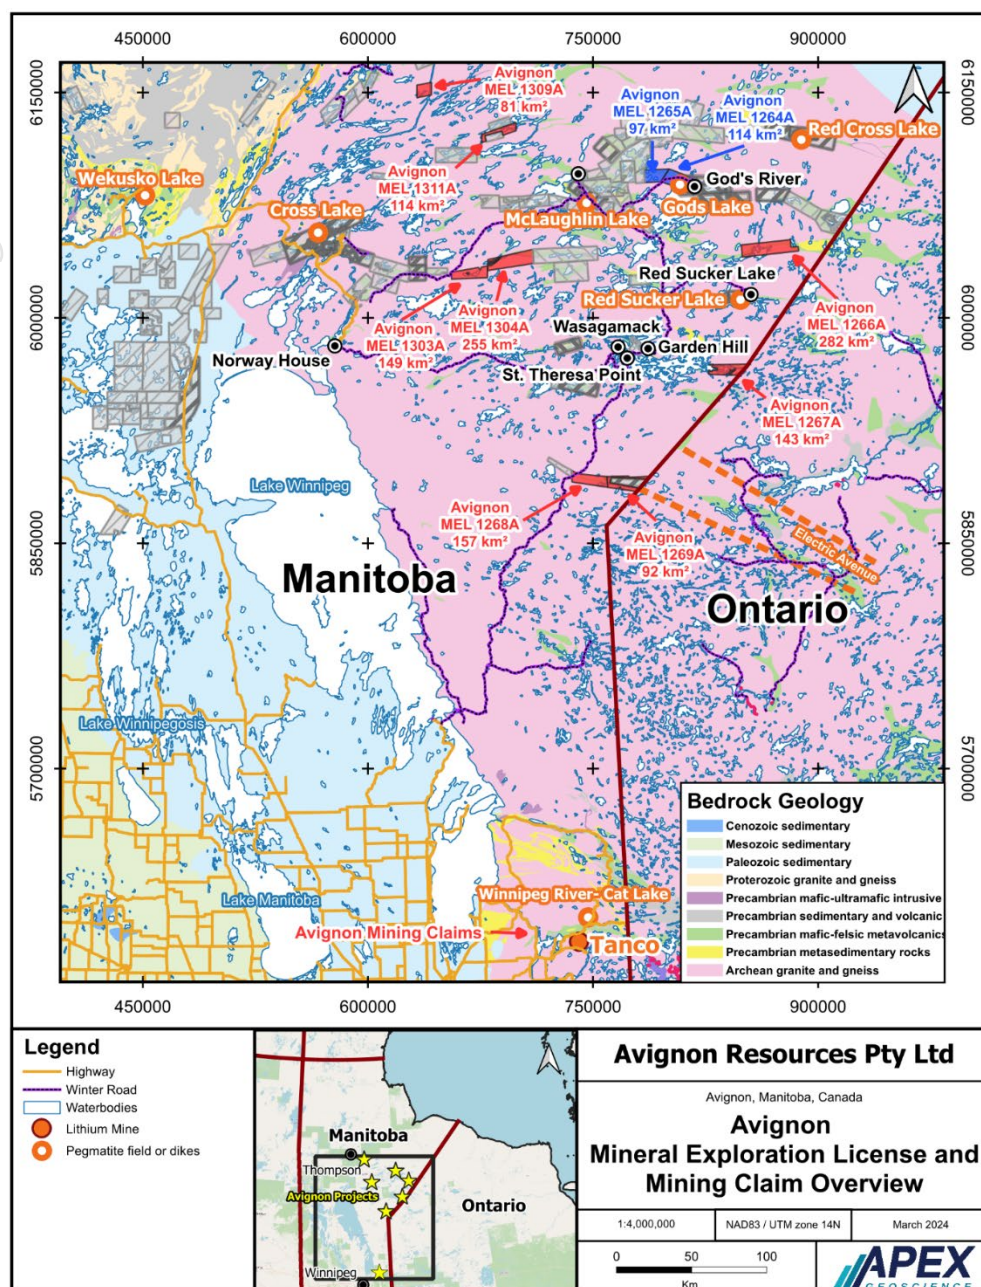 450000
600000
750000
900000
6150000
6150000
6000000
6000000
5850000
5850000
5700000
5700000
Avignon
MEL 1309A
81 km²
Avignon
MEL 1265A
97 km²
Avignon
MEL 1264A
114 km²
Red Cross Lake
Avignon
MEL 1311A
114 km²
Wekusko Lake
God's River
Cross Lake
McLaughlin Lake
Gods Lake
Red Sucker Lake
Red Sucker Lake
Avignon
MEL 1266A
282 km²
Avignon
MEL 1303A
149 km²
Avignon
MEL 1304A
255 km²
Wasagamack
Garden Hill
Norway House
St. Theresa Point
Avignon
MEL 1267A
143 km²
Lake Winnipeg
Avignon
MEL 1268A
157 km²
Avignon
MEL 1269A
92 km²
Electric Avenue
Manitoba
Ontario
Lake Winnipegosis
Lake Manitoba
Winnipeg River- Cat Lake
Avignon Mining Claims
Tanco
Bedrock Geology
Cenozoic sedimentary
Mesozoic sedimentary
Paleozoic sedimentary
Proterozoic granite and gneiss
Precambrian mafic-ultramafic intrusive
Precambrian sedimentary and volcanic
Precambrian mafic-felsic metavolcanics
Precambrian metasedimentary rocks
Archean granite and gneiss
450000
600000
750000
900000
Legend
Highway
Winter Road
Waterbodies
Lithium Mine
Pegmatite field or dikes
Manitoba
Thompson
Avignon Projects
Ontario
Winnipeg
Avignon Resources Pty Ltd
Avignon, Manitoba, Canada
Avignon
Mineral Exploration License and
Mining Claim Overview
1:4,000,000
NAD83 / UTM zone 14N
March 2024
0
50
100
Km
APEX
GEOSCIENCE